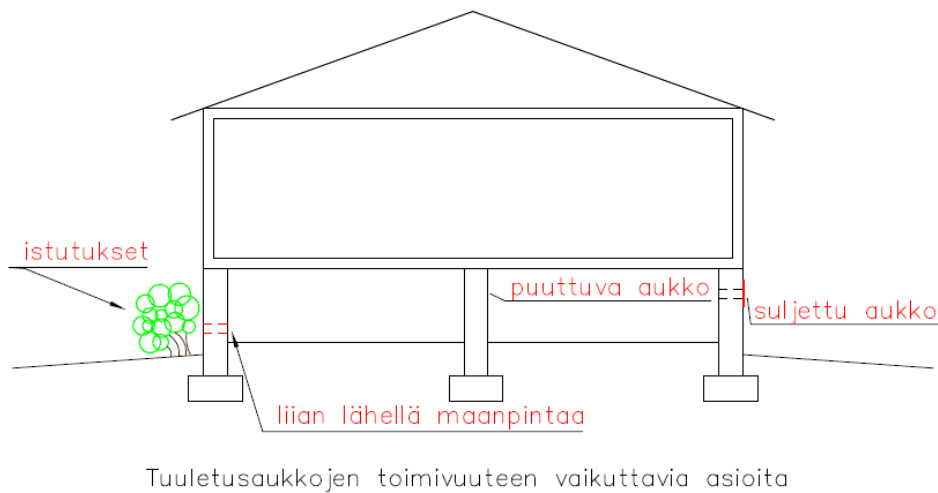 istutukset
puuttuva aukko
suljettu aukko
liian lähellä maanpintaa
Tuuletusaukkojen toimivuuteen vaikuttavia asioita